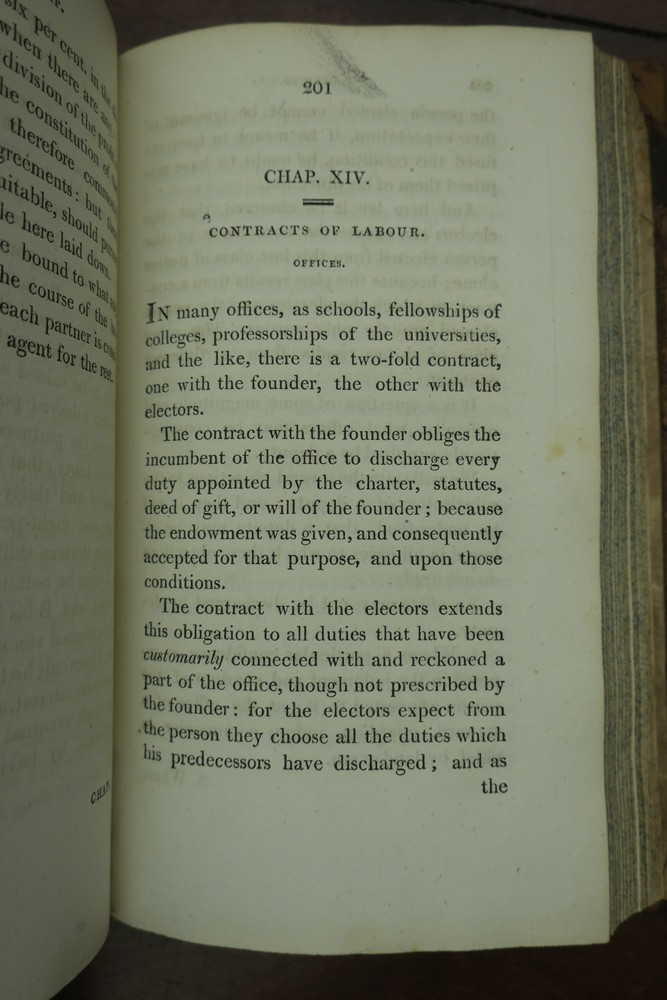 six per cent. in the
when there are
division of the
the constitution of
therefore
greements: but
uitable, should
le here laid down.
e bound to what
he course of the
each partner is
agent for the rest.
CHAP.
201
CHAP. XIV.
CONTRACTS OF LABOUR.
OFFICES.
IN many offices, as schools, fellowships of
colleges, professorships of the universities,
and the like, there is a two-fold contract,
one with the founder, the other with the
electors.
The contract with the founder obliges the
incumbent of the office to discharge every
duty appointed by the charter, statutes,
deed of gift, or will of the founder; because
the endowment was given, and consequently
accepted for that purpose, and upon those
conditions.
The contract with the electors extends
this obligation to all duties that have been
customarily connected with and reckoned a
part of the office, though not prescribed by
the founder: for the electors expect from
the person they choose all the duties which
his predecessors have discharged; and as
the